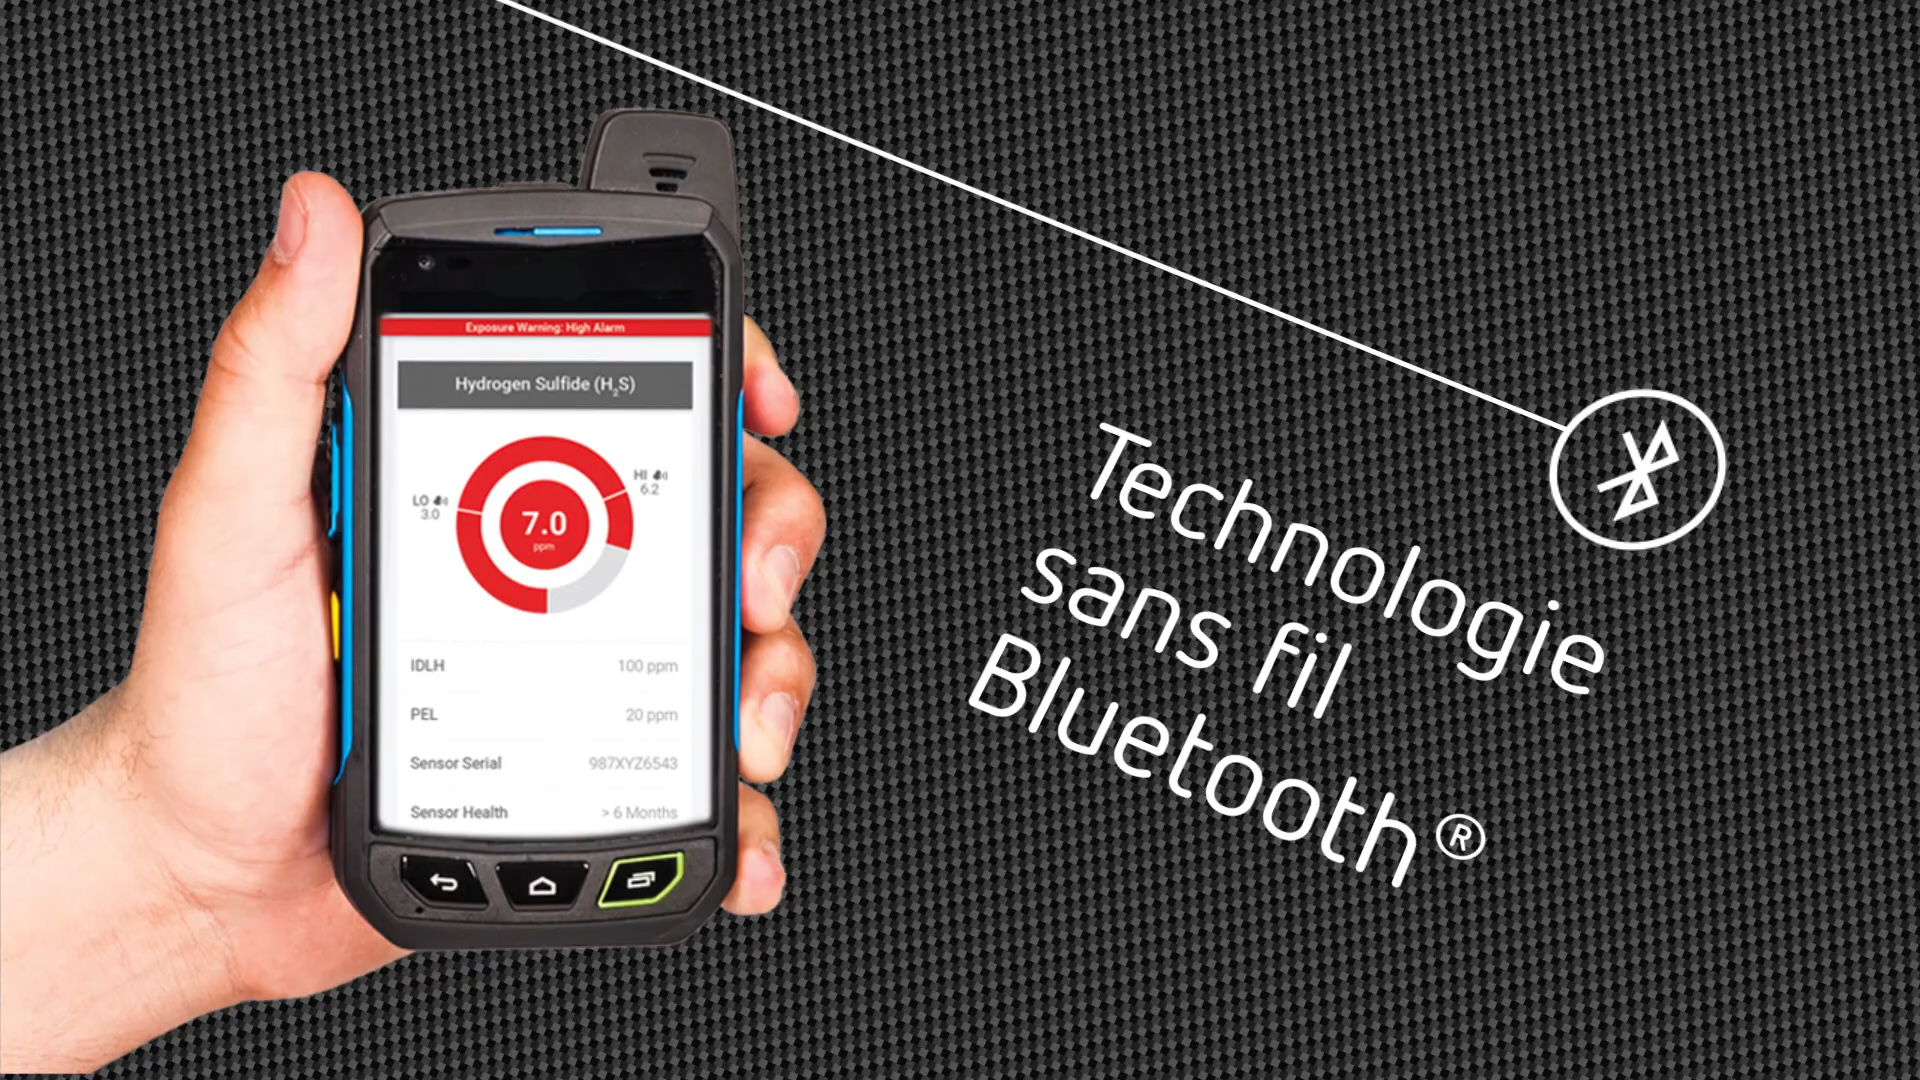 Exposure Warning: High Alarm
Hydrogen Sulfide (H₂S)
LO
3.0
HI
6.2
7.0
ppm
IDLH 100 ppm
PEL 20 ppm
Sensor Serial 987XYZ6543
Sensor Health > 6 Months
Technologie
sans fil
Bluetooth®